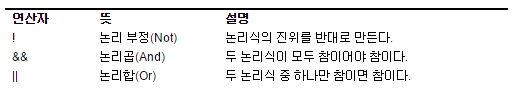 연산자 뜻 설명
! 논리 부정(Not) 논리식의 진위를 반대로 만든다.
&& 논리곱(And) 두 논리식이 모두 참이어야 참이다.
|| 논리합(Or) 두 논리식 중 하나만 참이면 참이다.